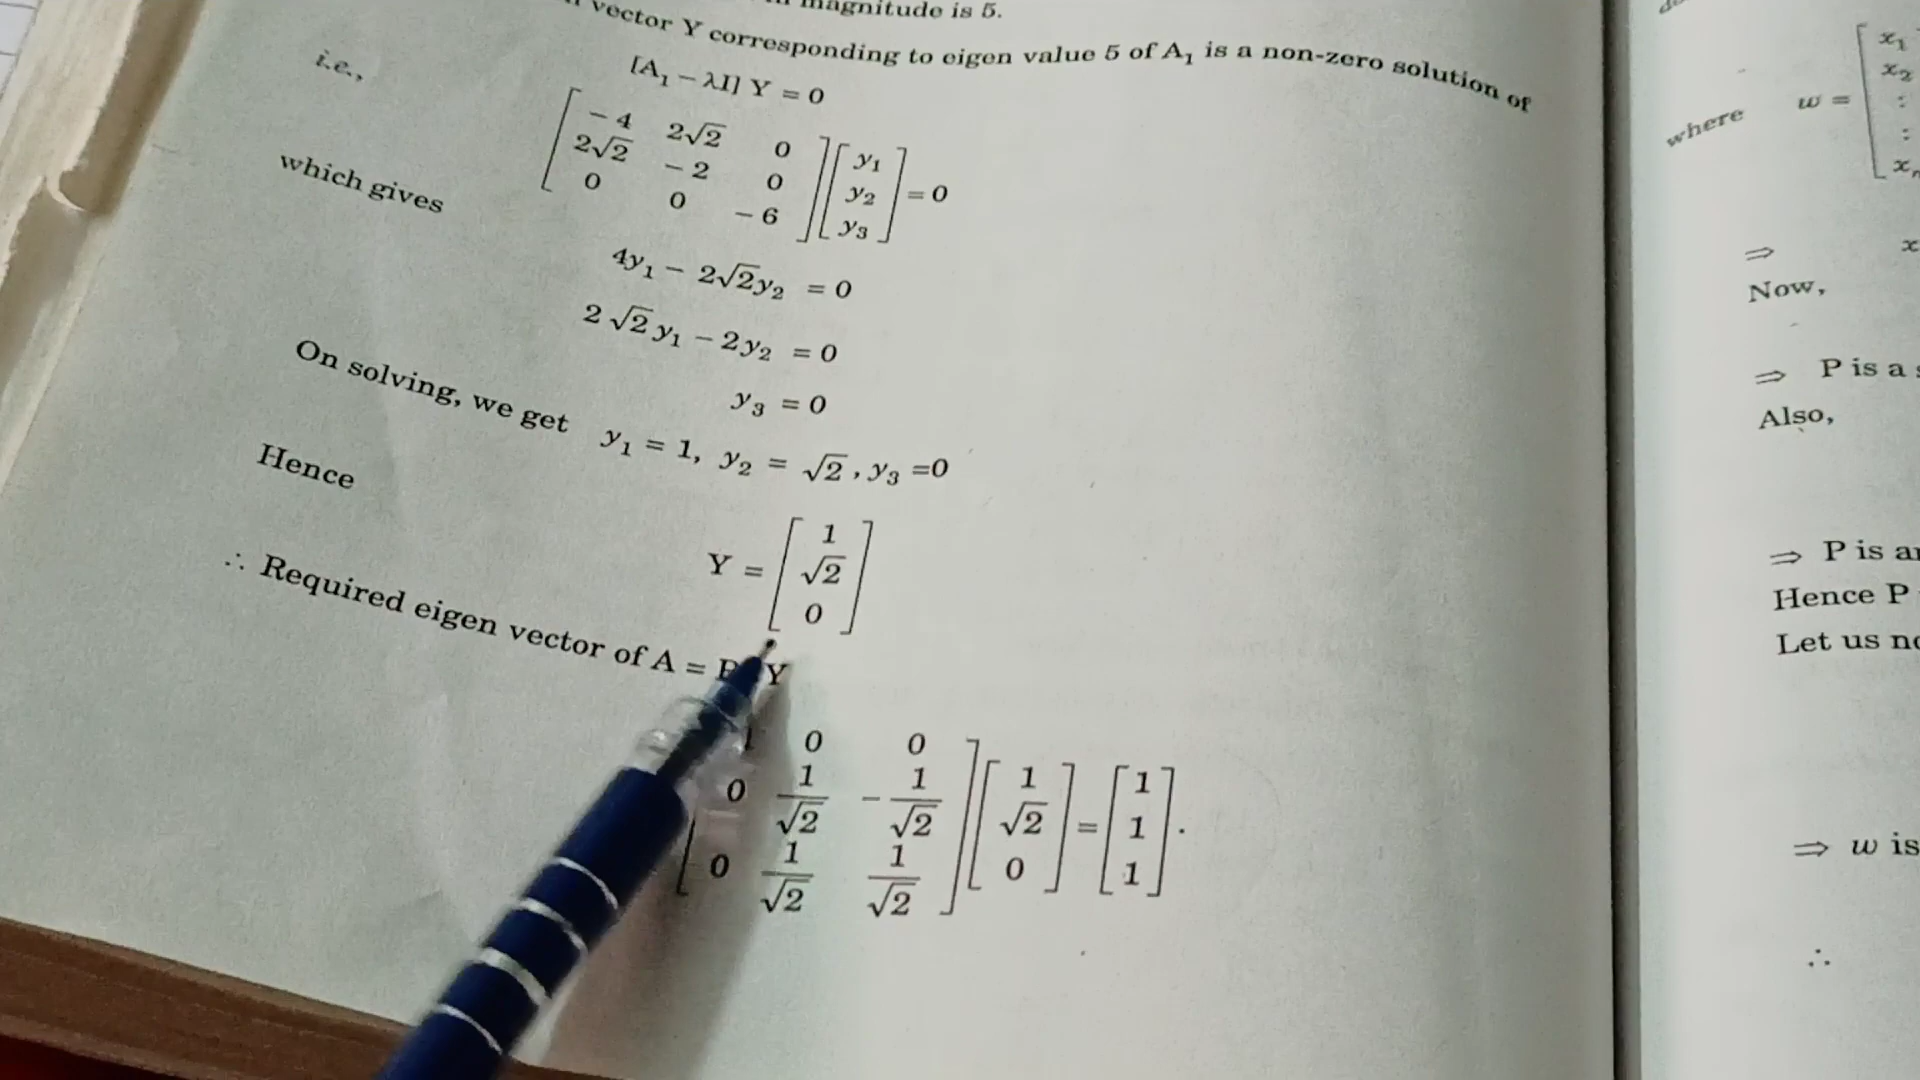 magnitude is 5.
vector Y corresponding to eigen value 5 of A₁ is a non-zero solution of
[A₁ – λI] Y = 0
i.e.,
[ – 4 2√2 0 ] [ y₁ ]
[ 2√2 – 2 0 ] [ y₂ ] = 0
[ 0 0 – 6 ] [ y₃ ]
which gives
4y₁ – 2√2y₂ = 0
2√2y₁ – 2y₂ = 0
y₃ = 0
On solving, we get y₁ = 1, y₂ = √2, y₃ =0
Hence
Y = [ 1 ]
[ √2 ]
[ 0 ]
∴ Required eigen vector of A = Y
0 0 ] [ 1 ] [ 1 ]
0 1/√2 – 1/√2 ] [ √2 ] = [ 1 ].
[ 0 1/√2 1/√2 ] [ 0 ] [ 1 ]
where w = [ x₁
x₂
:
:
⇒ x
Now,
⇒ P is a
Also,
⇒ P is
Hence P
Let us
⇒ w is
∴